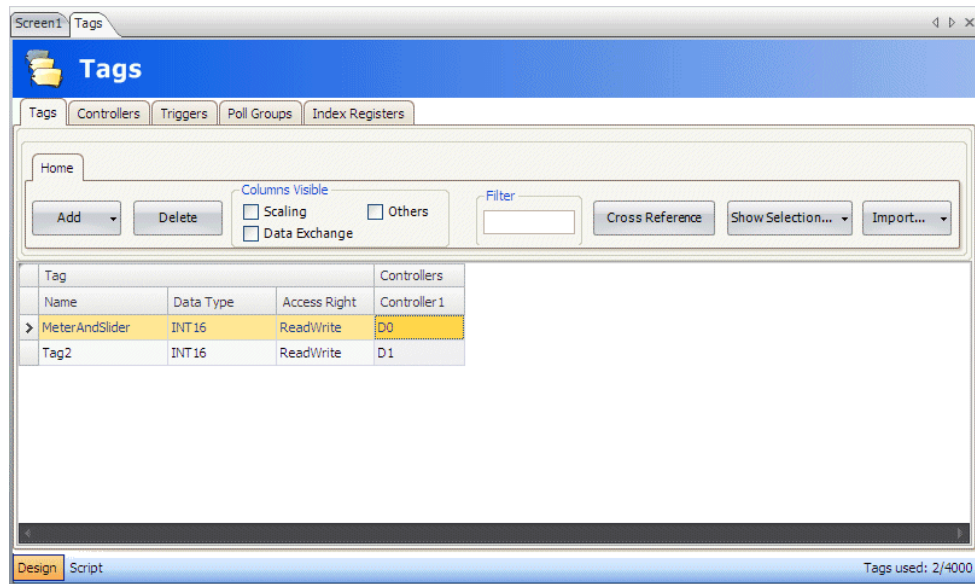 Screen1 Tags
Tags
Tags Controllers Triggers Poll Groups Index Registers
Home
Columns Visible
Filter
Add Delete Scaling Others Cross Reference Show Selection... Import...
Data Exchange
Tag Controllers
Name Data Type Access Right Controller1
MeterAndSlider INT16 ReadWrite D0
Tag2 INT16 ReadWrite D1
Design Script Tags used: 2/4000